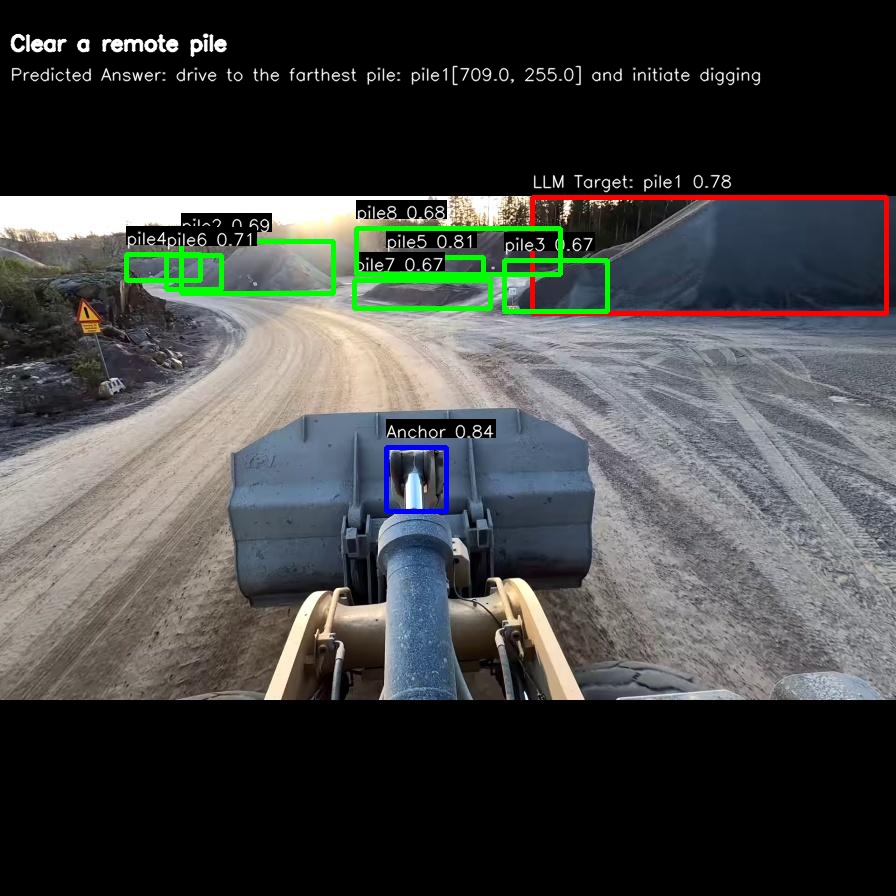 Clear a remote pile
Predicted Answer: drive to the farthest pile: pile1[709.0, 255.0] and initiate digging
LLM Target: pile1 0.78
pile8 0.68
pile2 0.69
pile4
pile6 0.71
pile5 0.81
pile3 0.67
pile7 0.67
Anchor 0.84